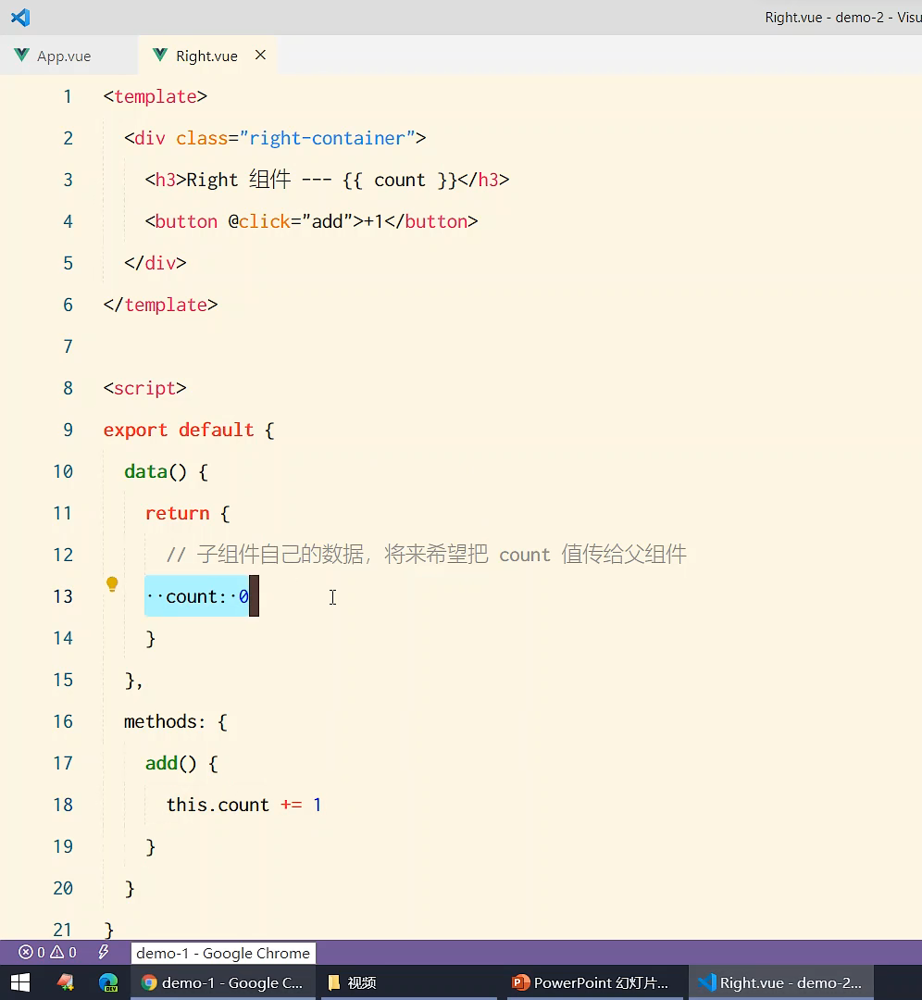 Right.vue - demo-2 - Visu
App.vue
Right.vue ×
1 <template>
2 <div class="right-container">
3 <h3>Right 组件 --- {{ count }}</h3>
4 <button @click="add">+1</button>
5 </div>
6 </template>
7
8 <script>
9 export default {
10 data() {
11 return {
12 // 子组件自己的数据，将来希望把 count 值传给父组件
13 ··count:·0
14 }
15 },
16 methods: {
17 add() {
18 this.count += 1
19 }
20 }
21 }
0 0
demo-1 - Google Chrome
DEV
demo-1 - Google C...
视频
PowerPoint 幻灯片...
Right.vue - demo-2...